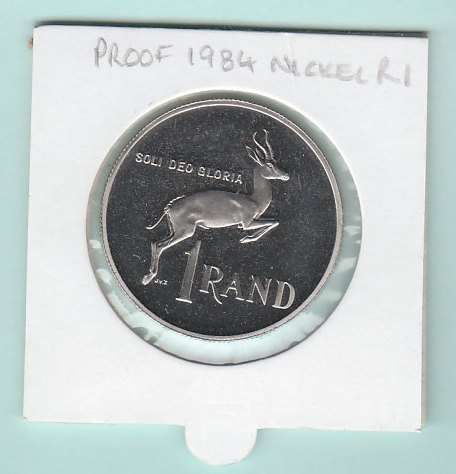 PROOF 1984 NICKEL R1
SOLI DEO GLORIA
1 RAND
J.V.Z